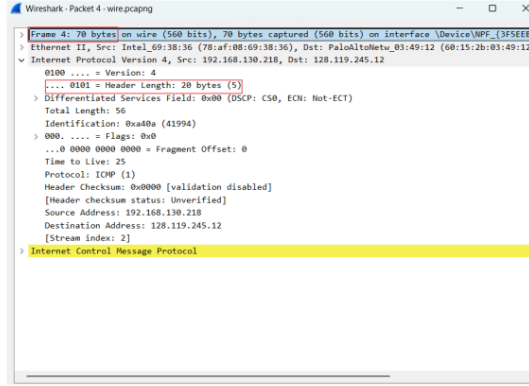 Wireshark · Packet 4 · wire.pcapng
Frame 4: 70 bytes on wire (560 bits), 70 bytes captured (560 bits) on interface \Device\NPF_{3F5EEE
Ethernet II, Src: Intel_69:38:36 (78:af:08:69:38:36), Dst: PaloAltoNetw_03:49:12 (60:15:2b:03:49:12
Internet Protocol Version 4, Src: 192.168.130.218, Dst: 128.119.245.12
0100 .... = Version: 4
.... 0101 = Header Length: 20 bytes (5)
Differentiated Services Field: 0x00 (DSCP: CS0, ECN: Not-ECT)
Total Length: 56
Identification: 0xa40a (41994)
000. .... = Flags: 0x0
...0 0000 0000 0000 = Fragment Offset: 0
Time to Live: 25
Protocol: ICMP (1)
Header Checksum: 0x0000 [validation disabled]
[Header checksum status: Unverified]
Source Address: 192.168.130.218
Destination Address: 128.119.245.12
[Stream index: 2]
Internet Control Message Protocol